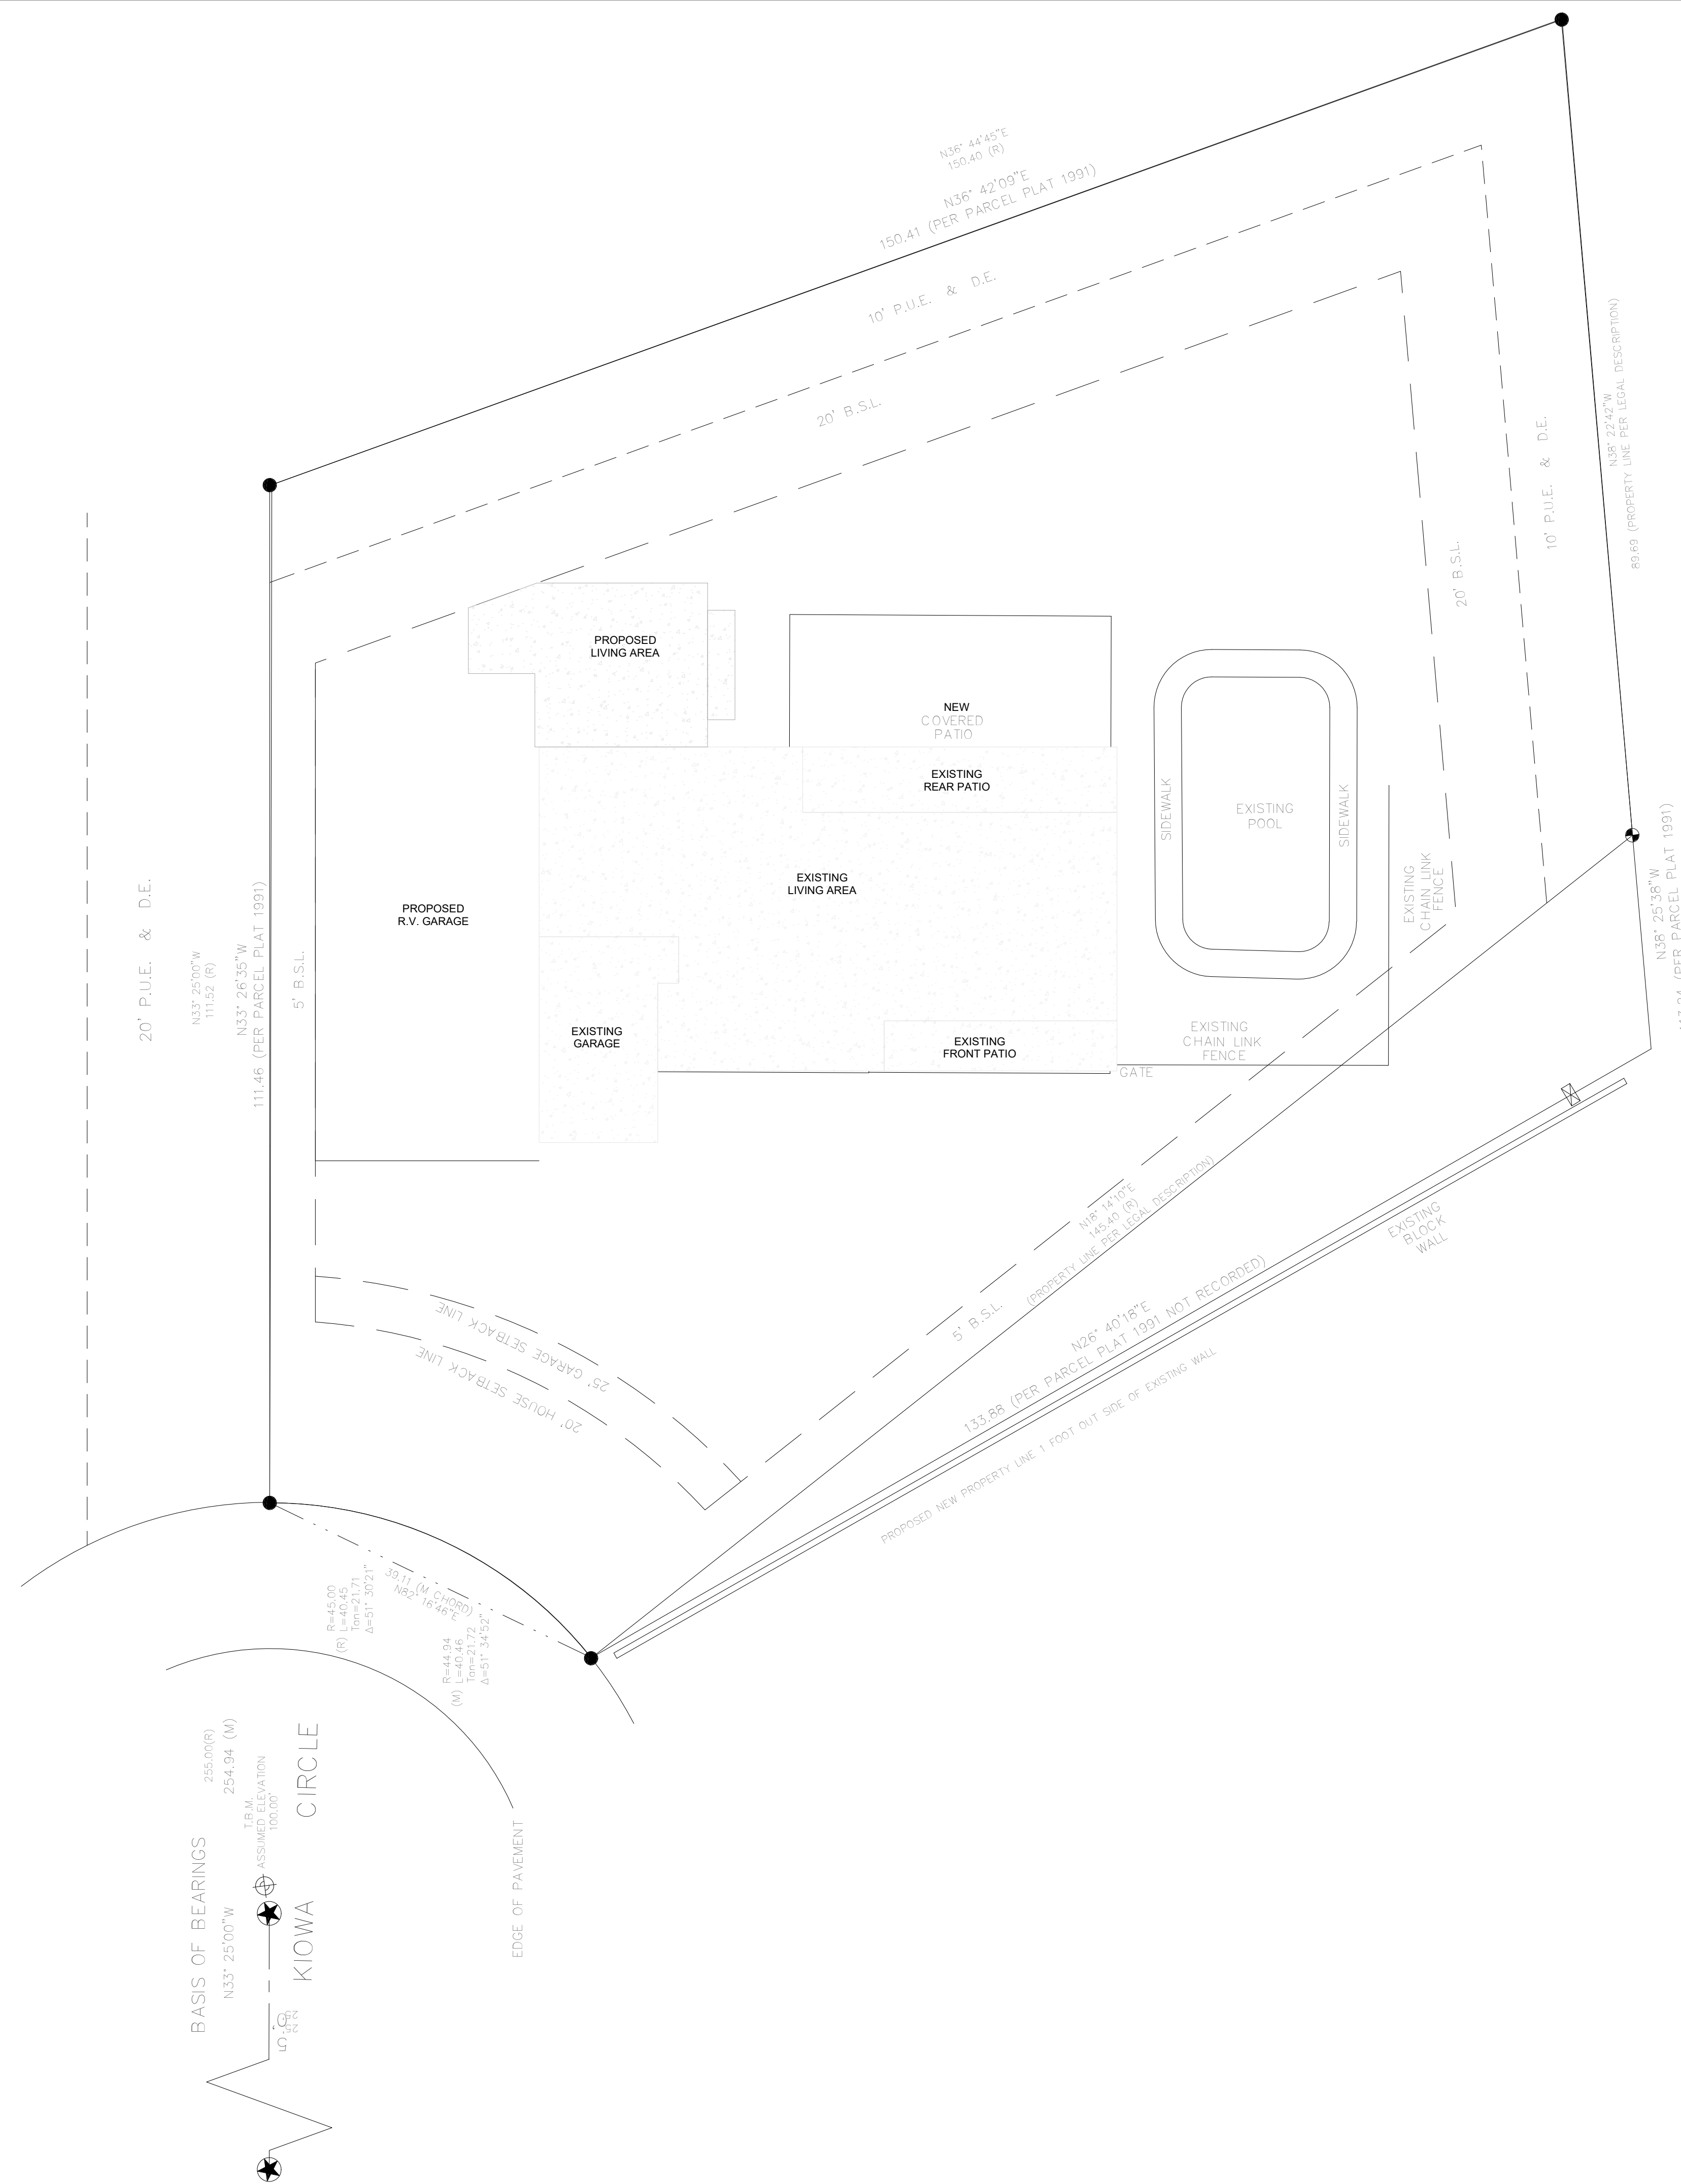 N36° 44'45"E
150.40 (R)
N36° 42'09"E
150.41 (PER PARCEL PLAT 1991)
10' P.U.E. & D.E.
20' B.S.L.
N38° 22'42"W
89.69 (PROPERTY LINE PER LEGAL DESCRIPTION)
10' P.U.E. & D.E.
20' B.S.L.
PROPOSED
LIVING AREA
NEW
COVERED
PATIO
EXISTING
REAR PATIO
SIDEWALK
EXISTING
POOL
SIDEWALK
EXISTING
CHAIN LINK
FENCE
N38° 25'38"W
(PER PARCEL PLAT 1991)
20' P.U.E. & D.E.
N33° 25'00"W
111.52 (R)
N33° 26'35"W
111.46 (PER PARCEL PLAT 1991)
5' B.S.L.
PROPOSED
R.V. GARAGE
EXISTING
LIVING AREA
EXISTING
GARAGE
EXISTING
FRONT PATIO
EXISTING
CHAIN LINK
FENCE
GATE
N18° 14'10"E
145.40 (R)
(PROPERTY LINE PER LEGAL DESCRIPTION)
5' B.S.L.
EXISTING
BLOCK
WALL
N26° 40'18"E
133.88 (PER PARCEL PLAT 1991 NOT RECORDED)
PROPOSED NEW PROPERTY LINE 1 FOOT OUT SIDE OF EXISTING WALL
25' GARAGE SETBACK LINE
20' HOUSE SETBACK LINE
39.11 (M CHORD)
N82° 16'46"E
R=45.00
(R) L=40.45
Tan=21.71
Δ=51° 30'21"
R=44.94
(M) L=40.46
Tan=21.72
Δ=51° 34'52"
255.00(R)
254.94 (M)
T.B.M.
ASSUMED ELEVATION
100.00'
KIOWA CIRCLE
BASIS OF BEARINGS
N33° 25'00"W
EDGE OF PAVEMENT
25'
25'